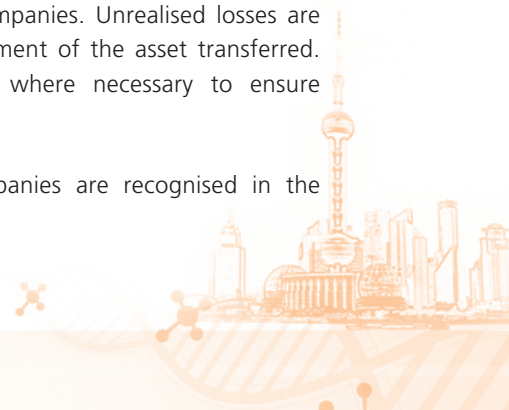 mpanies. Unrealised losses are
ment of the asset transferred.
where necessary to ensure
panies are recognised in the